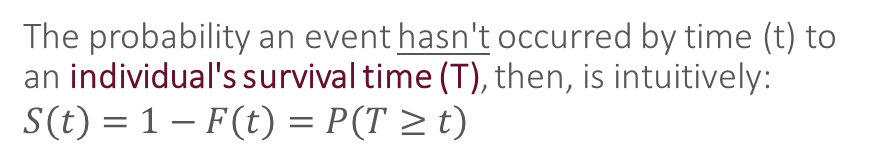 The probability an event hasn't occurred by time (t) to
an individual's survival time (T), then, is intuitively:
S(t) = 1 − F(t) = P(T ≥ t)